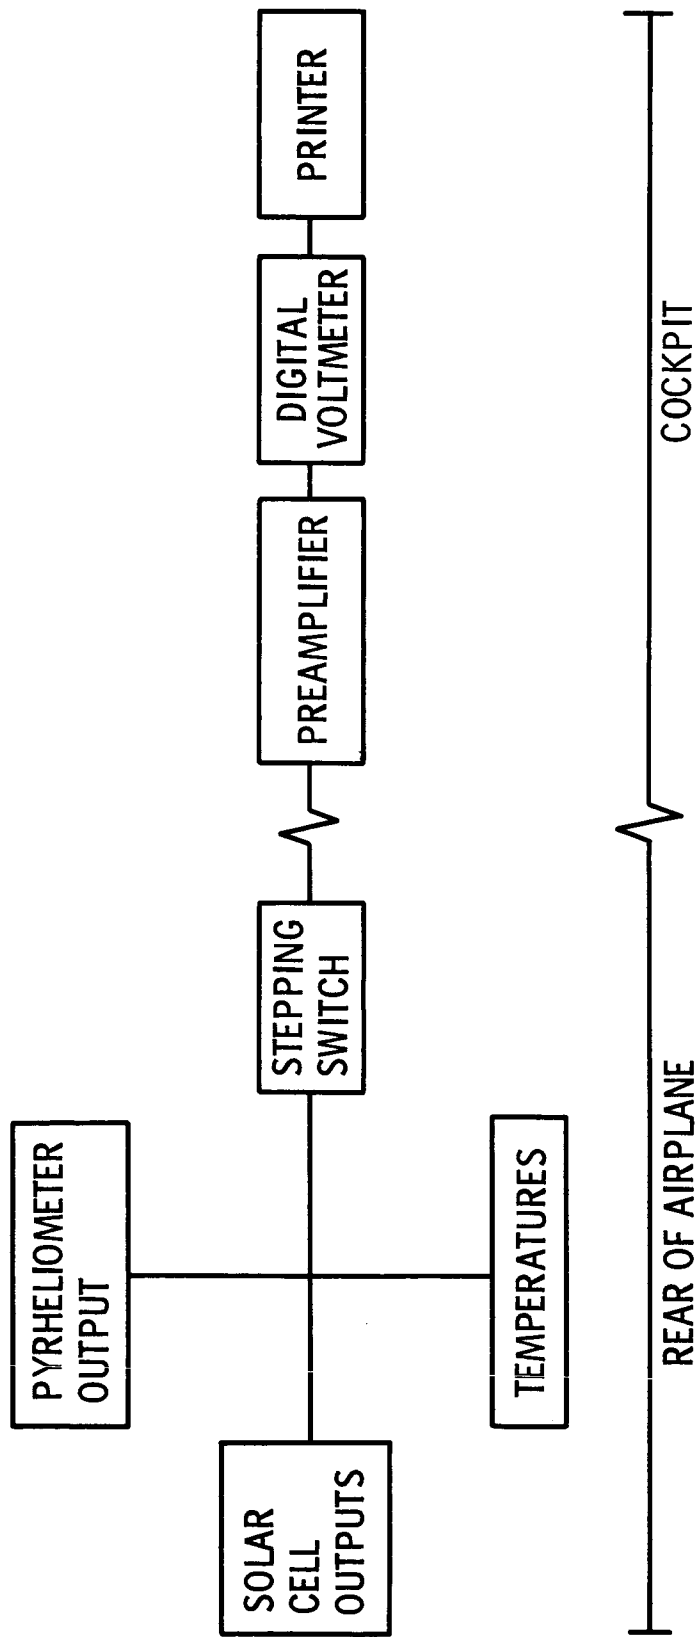 PYRHELIOMETER
OUTPUT
SOLAR
CELL
OUTPUTS
TEMPERATURES
STEPPING
SWITCH
PREAMPLIFIER
DIGITAL
VOLTMETER
PRINTER
REAR OF AIRPLANE
COCKPIT